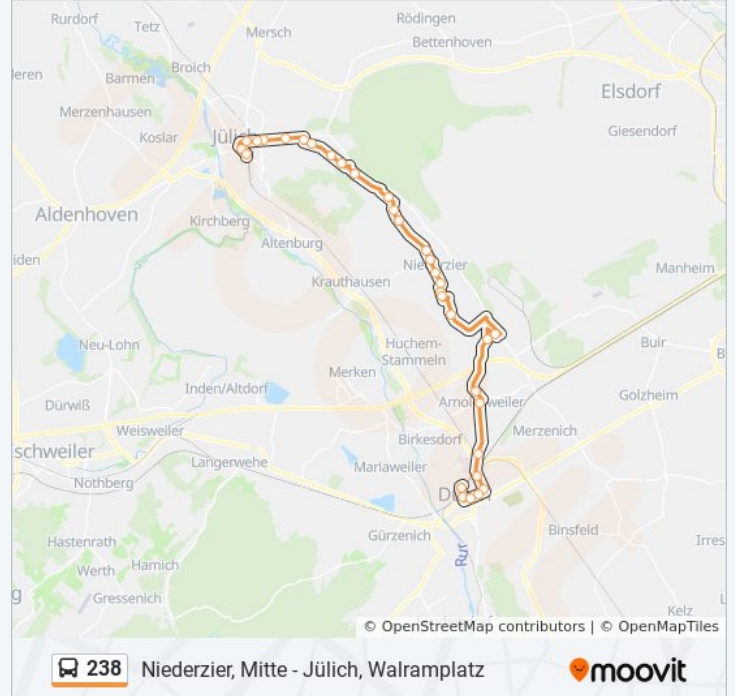 Rurdorf
Tetz
Mersch
Rödingen
Bettenhoven
Broich
Barmen
Elsdorf
Merzenhausen
Giesendorf
Koslar
Jülich
Aldenhoven
Kirchberg
Altenburg
Niederzier
Manheim
Krauthausen
Neu-Lohn
Huchem-
Stammeln
Buir
Merken
Inden/Altdorf
Golzheim
Dürwiß
Weisweiler
Birkesdorf
Merzenich
Langerwehe
Mariaweiler
Nothberg
Gürzenich
Binsfeld
Hastenrath
Rur
Werth
Hamich
Gressenich
Kelz
© OpenStreetMap contributors | © OpenMapTiles
238 Niederzier, Mitte - Jülich, Walramplatz
moovit